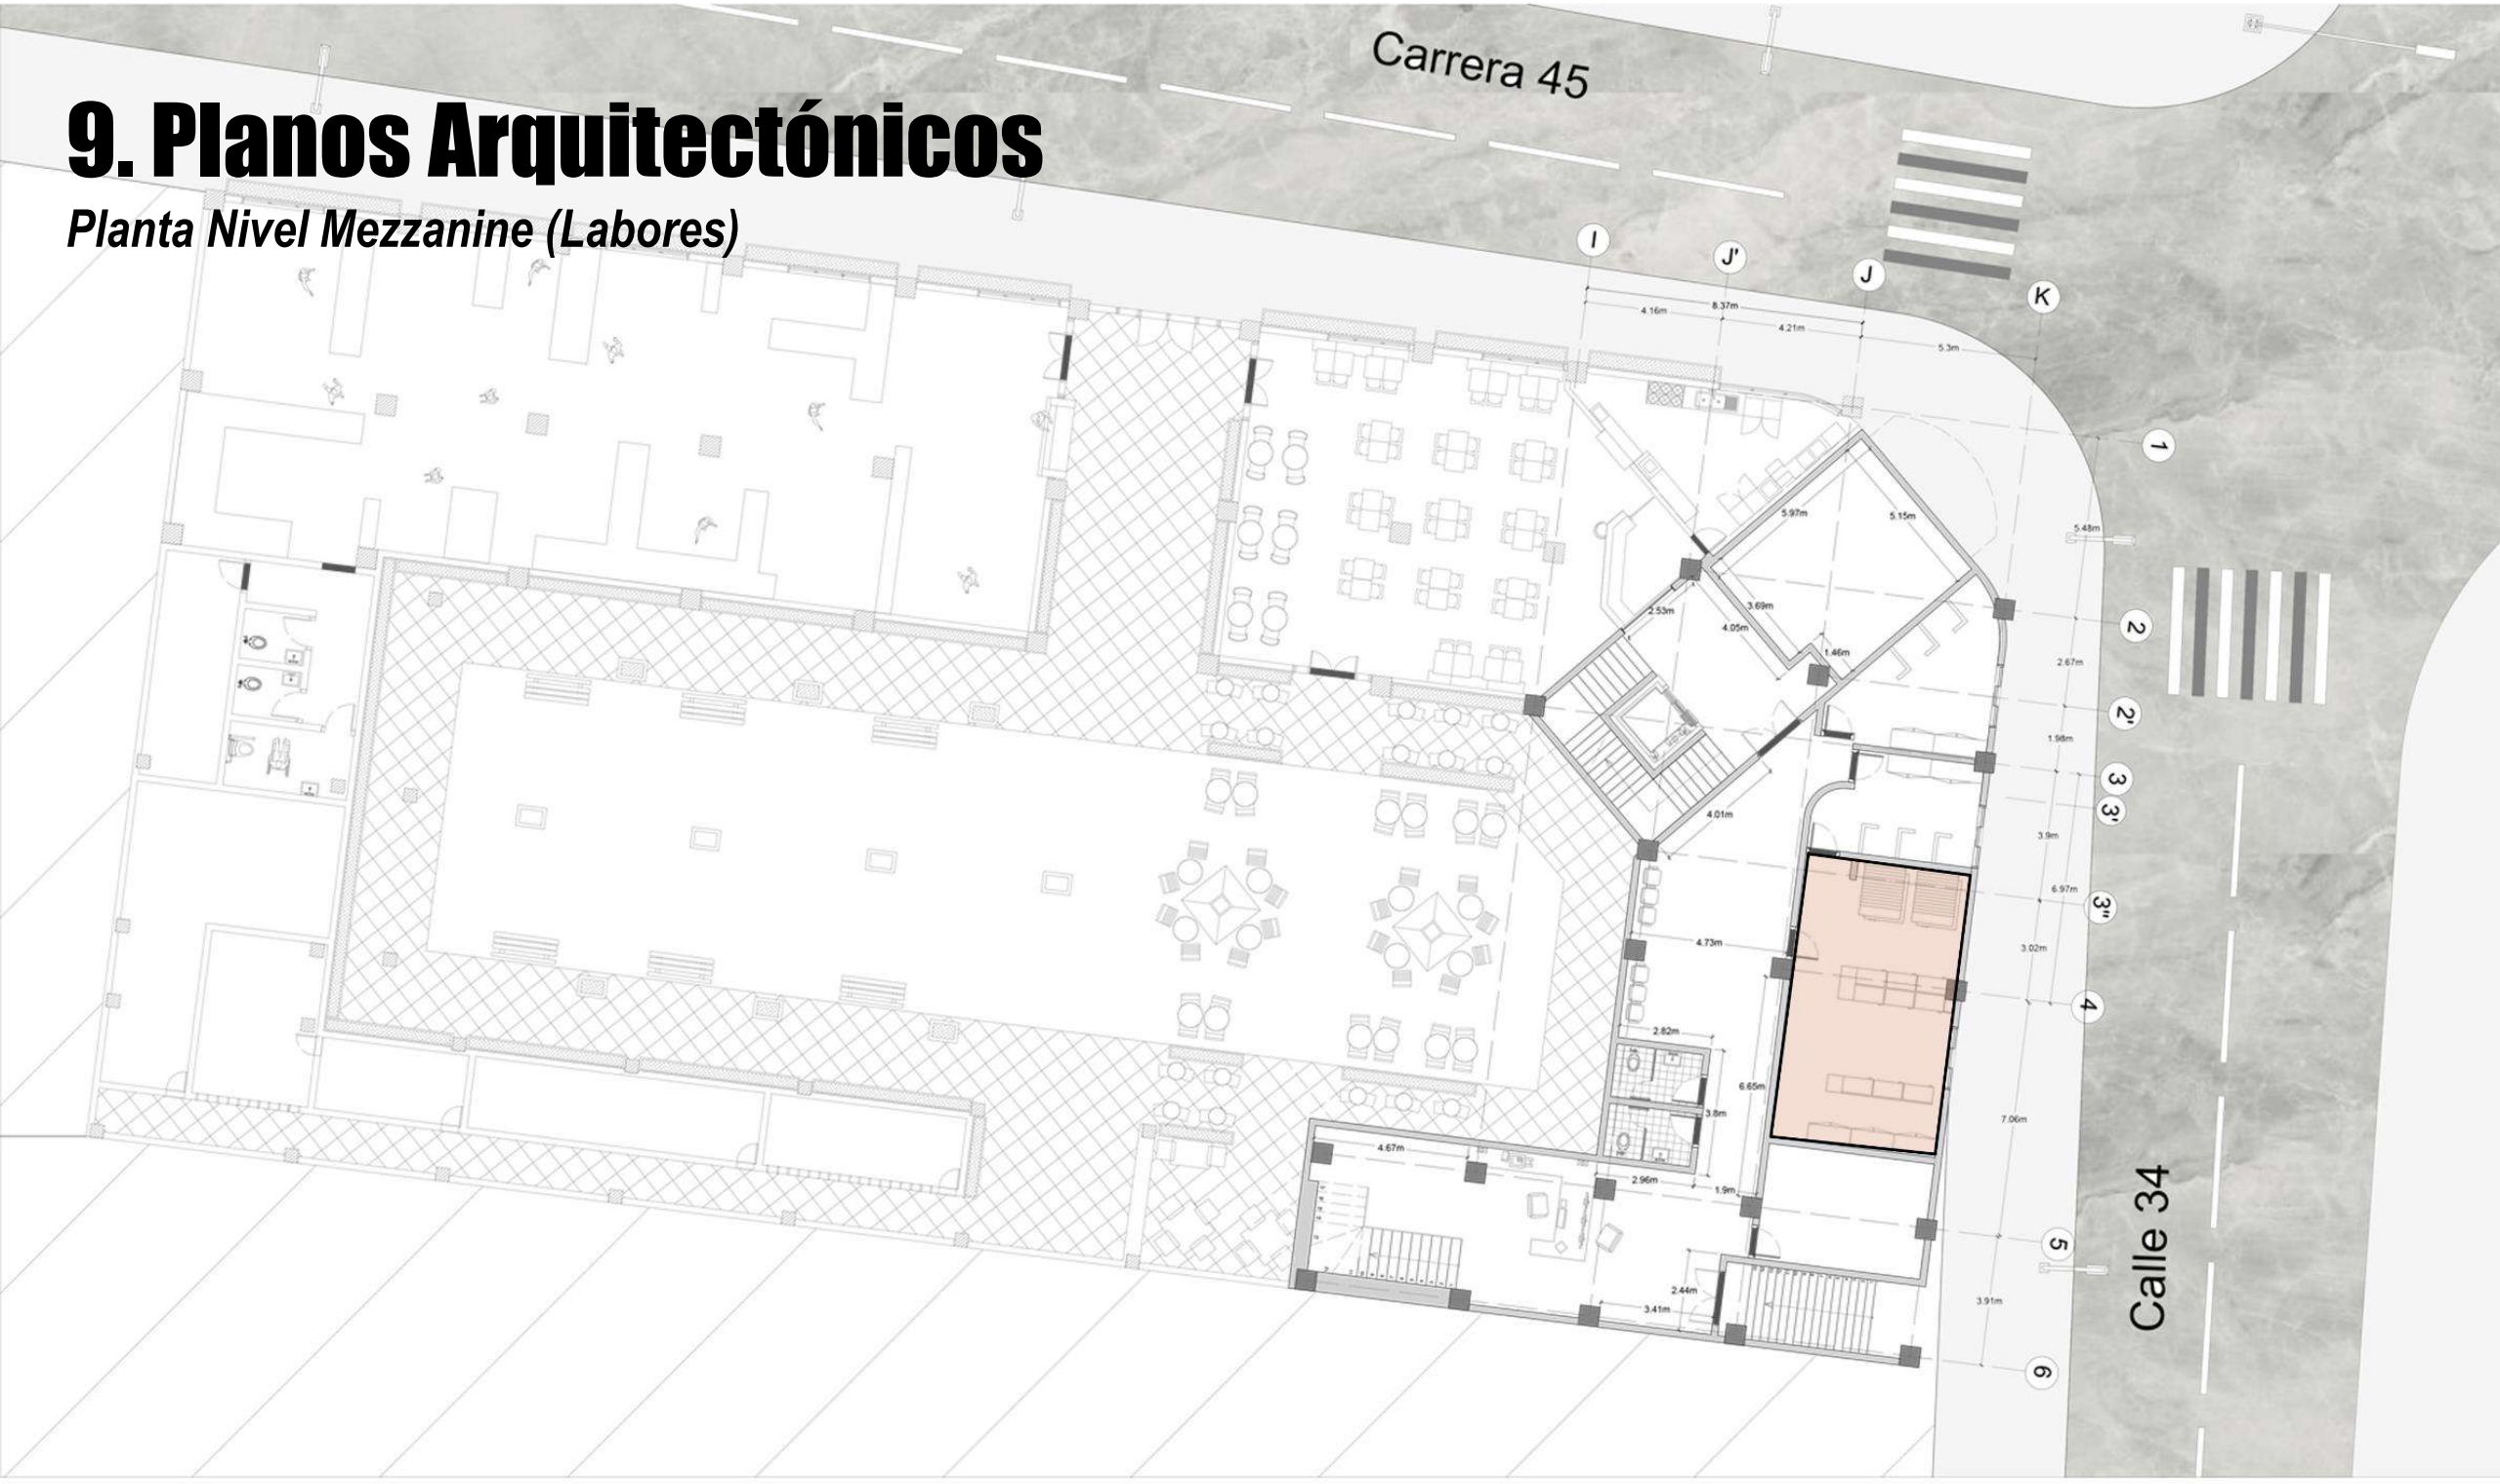 Carrera 45
9. Planos Arquitectónicos
Planta Nivel Mezzanine (Labores)
I
J'
J
K
8.37m
4.16m
4.21m
5.3m
1
5.97m
5.15m
5.48m
2.53m
3.69m
4.05m
2
1.46m
2.67m
2'
1.98m
3
3'
4.01m
3.9m
6.97m
3''
4.73m
3.02m
4
2.82m
6.65m
3.8m
7.06m
4.67m
2.96m
1.9m
5
Calle 34
2.44m
3.41m
3.91m
6